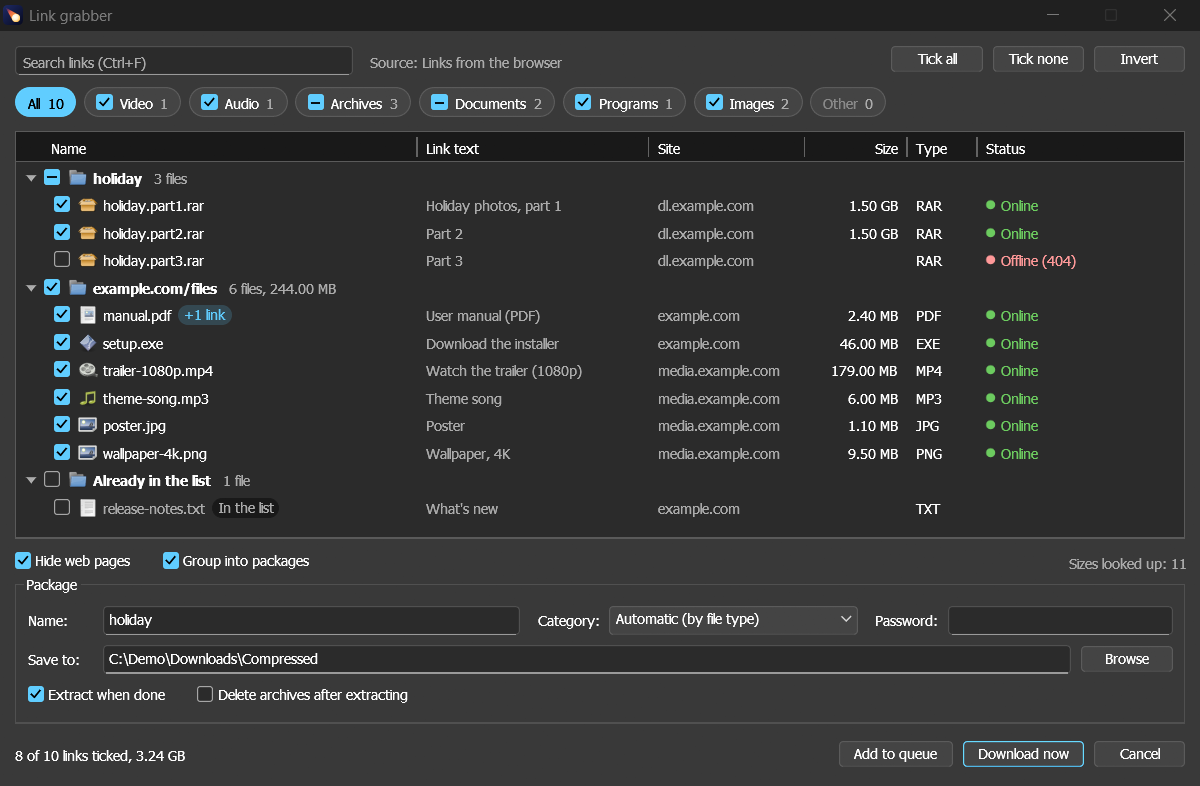 Link grabber
Search links (Ctrl+F)
Source: Links from the browser
Tick all
Tick none
Invert
All 10
Video 1
Audio 1
Archives 3
Documents 2
Programs 1
Images 2
Other 0
Name Link text Site Size Type Status
holiday 3 files
holiday.part1.rar Holiday photos, part 1 dl.example.com 1.50 GB RAR Online
holiday.part2.rar Part 2 dl.example.com 1.50 GB RAR Online
holiday.part3.rar Part 3 dl.example.com RAR Offline (404)
example.com/files 6 files, 244.00 MB
manual.pdf +1 link User manual (PDF) example.com 2.40 MB PDF Online
setup.exe Download the installer example.com 46.00 MB EXE Online
trailer-1080p.mp4 Watch the trailer (1080p) media.example.com 179.00 MB MP4 Online
theme-song.mp3 Theme song media.example.com 6.00 MB MP3 Online
poster.jpg Poster media.example.com 1.10 MB JPG Online
wallpaper-4k.png Wallpaper, 4K media.example.com 9.50 MB PNG Online
Already in the list 1 file
release-notes.txt In the list What's new example.com TXT
Hide web pages
Group into packages
Sizes looked up: 11
Package
Name: holiday Category: Automatic (by file type) Password:
Save to: C:\Demo\Downloads\Compressed Browse
Extract when done
Delete archives after extracting
8 of 10 links ticked, 3.24 GB
Add to queue
Download now
Cancel